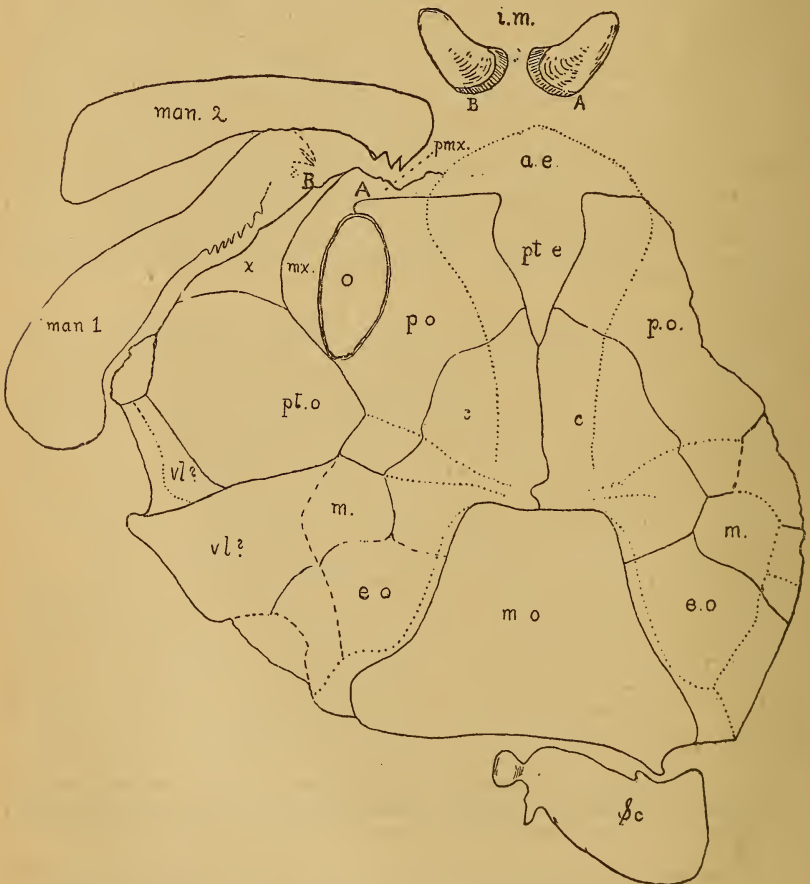 i.m.
B A
man. 2
pmx.
a.e.
B
A
pt e
x
mx.
o
man 1
p o
p.o.
c
c
pt.o
vl?
m.
m.
vl?
e o
e.o
m o
Sc